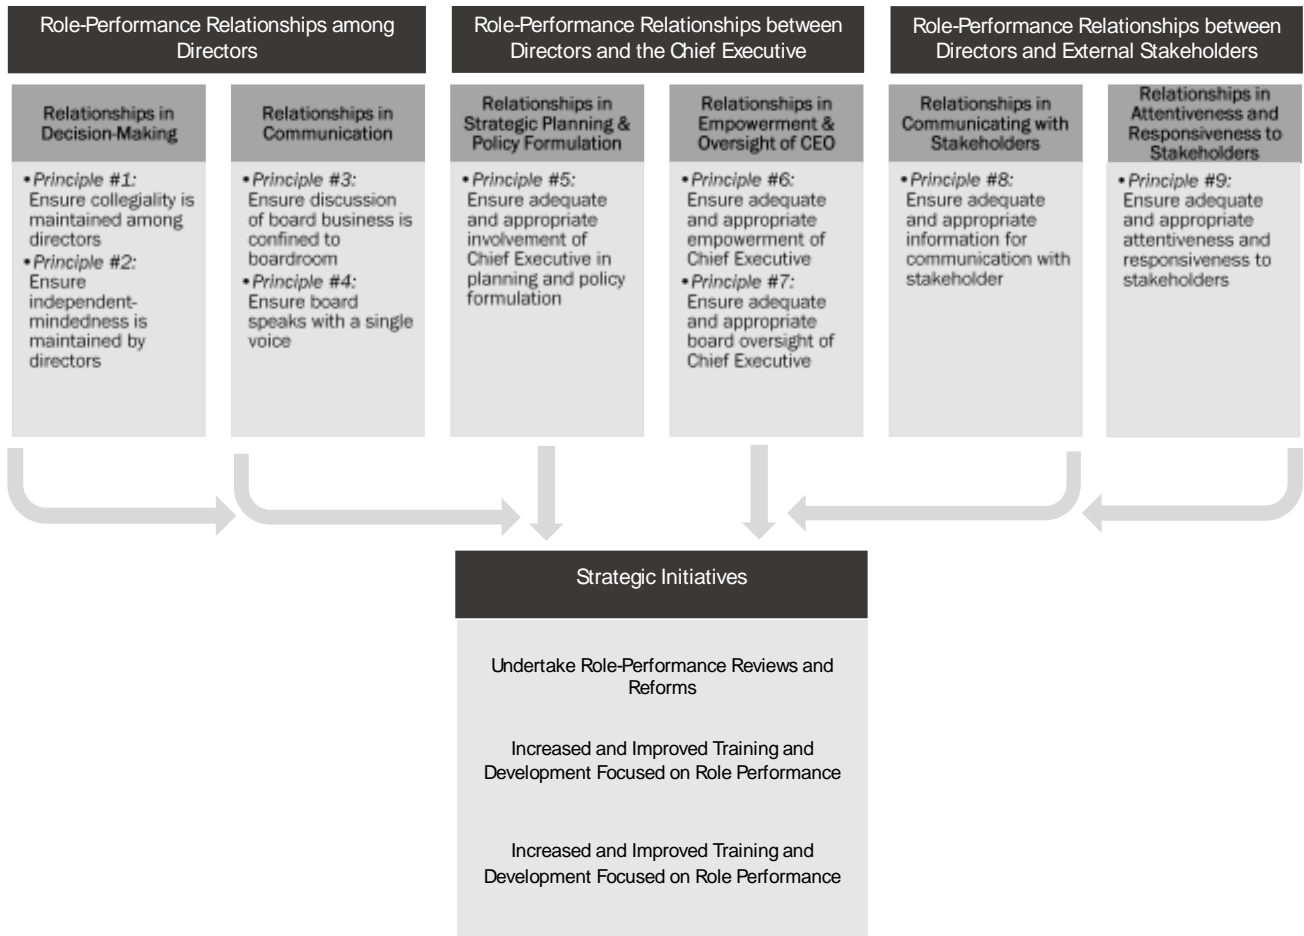 Role-Performance Relationships among
Directors
Role-Performance Relationships between
Directors and the Chief Executive
Role-Performance Relationships between
Directors and External Stakeholders
Relationships in
Decision-Making
•Principle #1:
Ensure collegiality is
maintained among
directors
•Principle #2:
Ensure
independent-
mindedness is
maintained by
directors
Relationships in
Communication
•Principle #3:
Ensure discussion
of board business is
confined to
boardroom
•Principle #4:
Ensure board
speaks with a single
voice
Relationships in
Strategic Planning &
Policy Formulation
•Principle #5:
Ensure adequate
and appropriate
involvement of
Chief Executive in
planning and policy
formulation
Relationships in
Empowerment &
Oversight of CEO
•Principle #6:
Ensure adequate
and appropriate
empowerment of
Chief Executive
•Principle #7:
Ensure adequate
and appropriate
board oversight of
Chief Executive
Relationships in
Communicating with
Stakeholders
•Principle #8:
Ensure adequate
and appropriate
information for
communication with
stakeholder
Relationships in
Attentiveness and
Responsiveness to
Stakeholders
•Principle #9:
Ensure adequate
and appropriate
attentiveness and
responsiveness to
stakeholders
Strategic Initiatives
Undertake Role-Performance Reviews and
Reforms
Increased and Improved Training and
Development Focused on Role Performance
Increased and Improved Training and
Development Focused on Role Performance